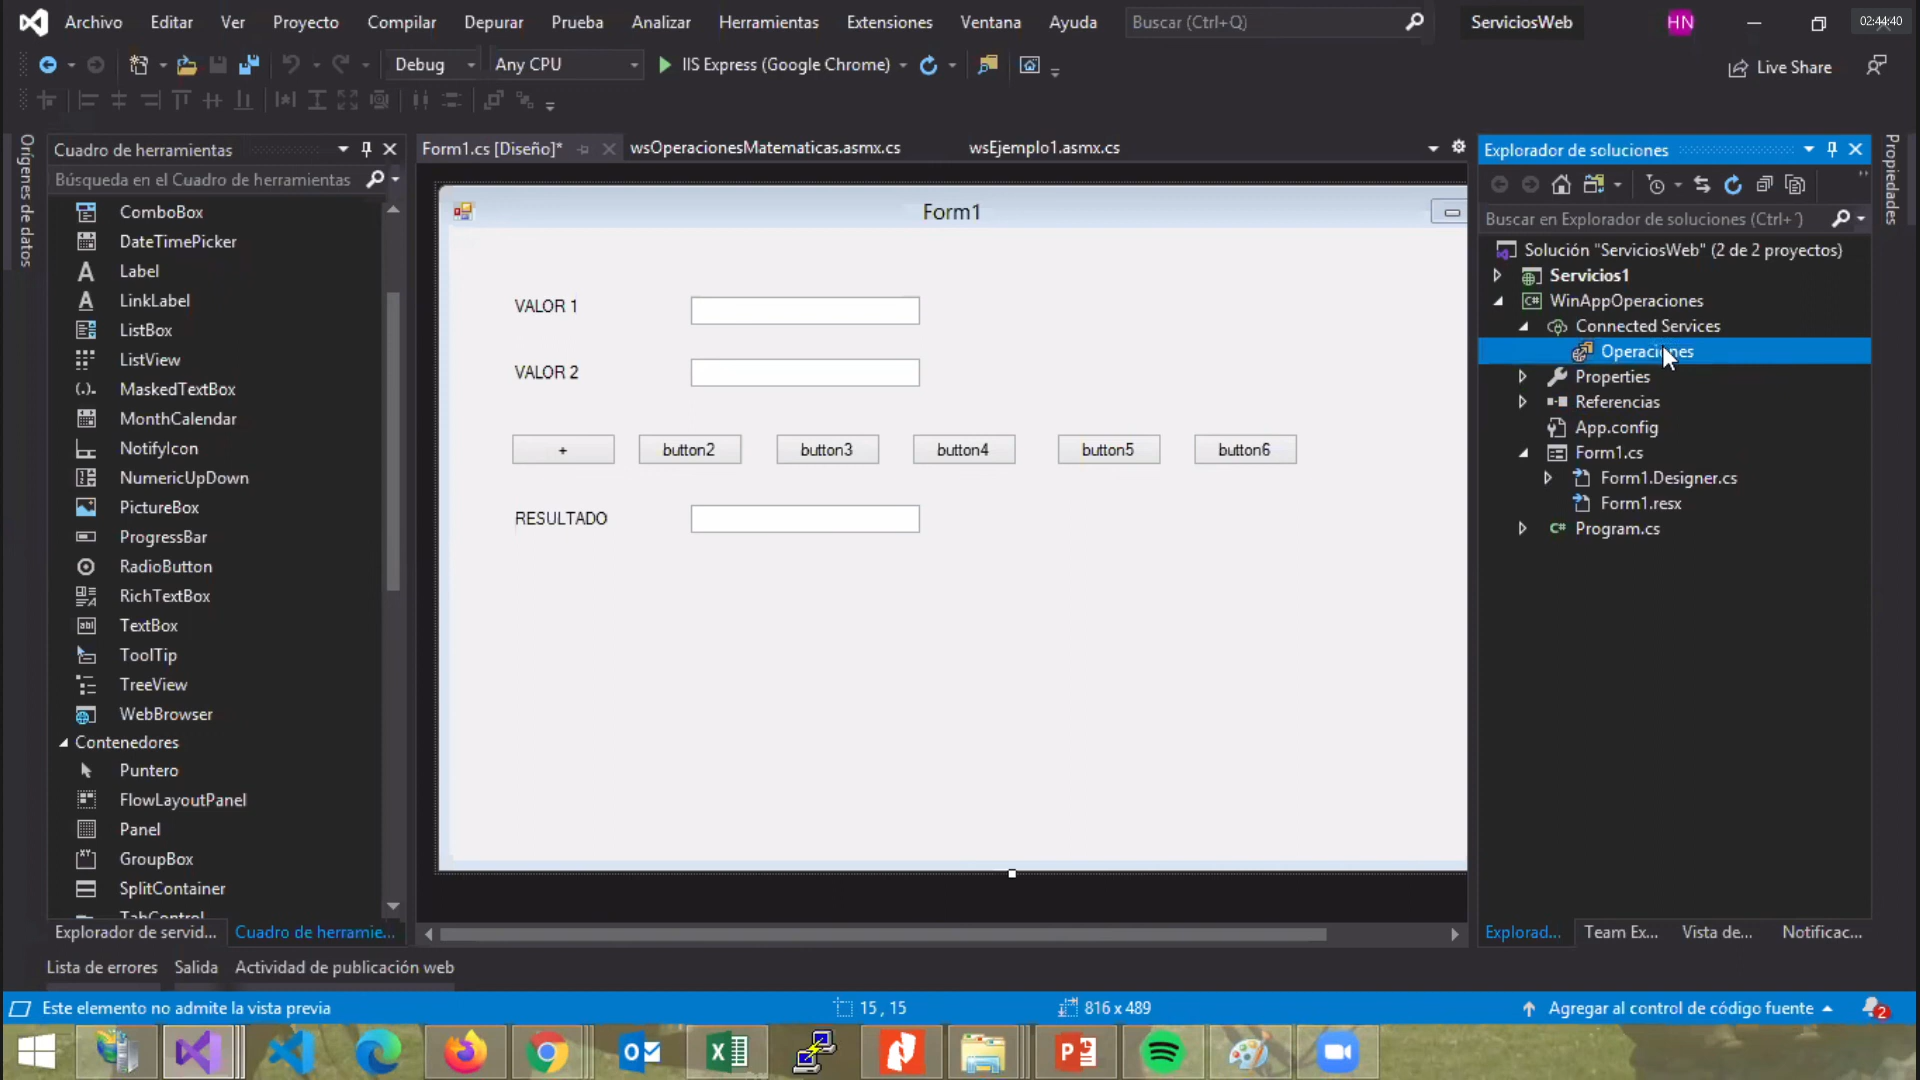 Archivo Editar Ver Proyecto Compilar Depurar Prueba Analizar Herramientas Extensiones Ventana Ayuda Buscar (Ctrl+Q) ServiciosWeb HN 02:44:40
Debug Any CPU IIS Express (Google Chrome) Live Share
Orígenes de datos
Cuadro de herramientas
Búsqueda en el Cuadro de herramientas
ComboBox
DateTimePicker
Label
LinkLabel
ListBox
ListView
MaskedTextBox
MonthCalendar
NotifyIcon
NumericUpDown
PictureBox
ProgressBar
RadioButton
RichTextBox
TextBox
ToolTip
TreeView
WebBrowser
Contenedores
Puntero
FlowLayoutPanel
Panel
GroupBox
SplitContainer
TabControl
Explorador de servid... Cuadro de herramie...
Form1.cs [Diseño]* wsOperacionesMatematicas.asmx.cs wsEjemplo1.asmx.cs
Form1
VALOR 1
VALOR 2
+ button2 button3 button4 button5 button6
RESULTADO
Explorador de soluciones
Buscar en Explorador de soluciones (Ctrl+´)
Solución "ServiciosWeb" (2 de 2 proyectos)
Servicios1
WinAppOperaciones
Connected Services
Operaciones
Properties
Referencias
App.config
Form1.cs
Form1.Designer.cs
Form1.resx
Program.cs
Explorad... Team Ex... Vista de... Notificac...
Propiedades
Lista de errores Salida Actividad de publicación web
Este elemento no admite la vista previa 15 , 15 816 x 489 Agregar al control de código fuente 2